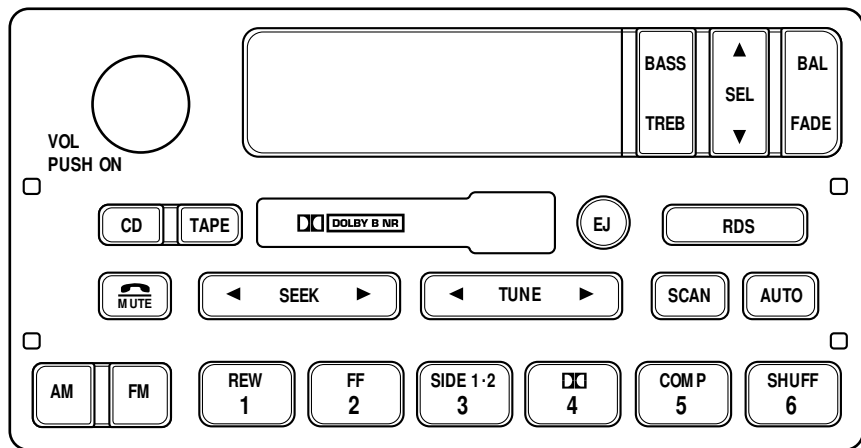 BASS
TREB
▲
SEL
▼
BAL
FADE
VOL
PUSH ON
CD
TAPE
DOLBY B NR
EJ
RDS
MUTE
◄ SEEK ►
◄ TUNE ►
SCAN
AUTO
AM
FM
REW
1
FF
2
SIDE 1·2
3
4
COMP
5
SHUFF
6